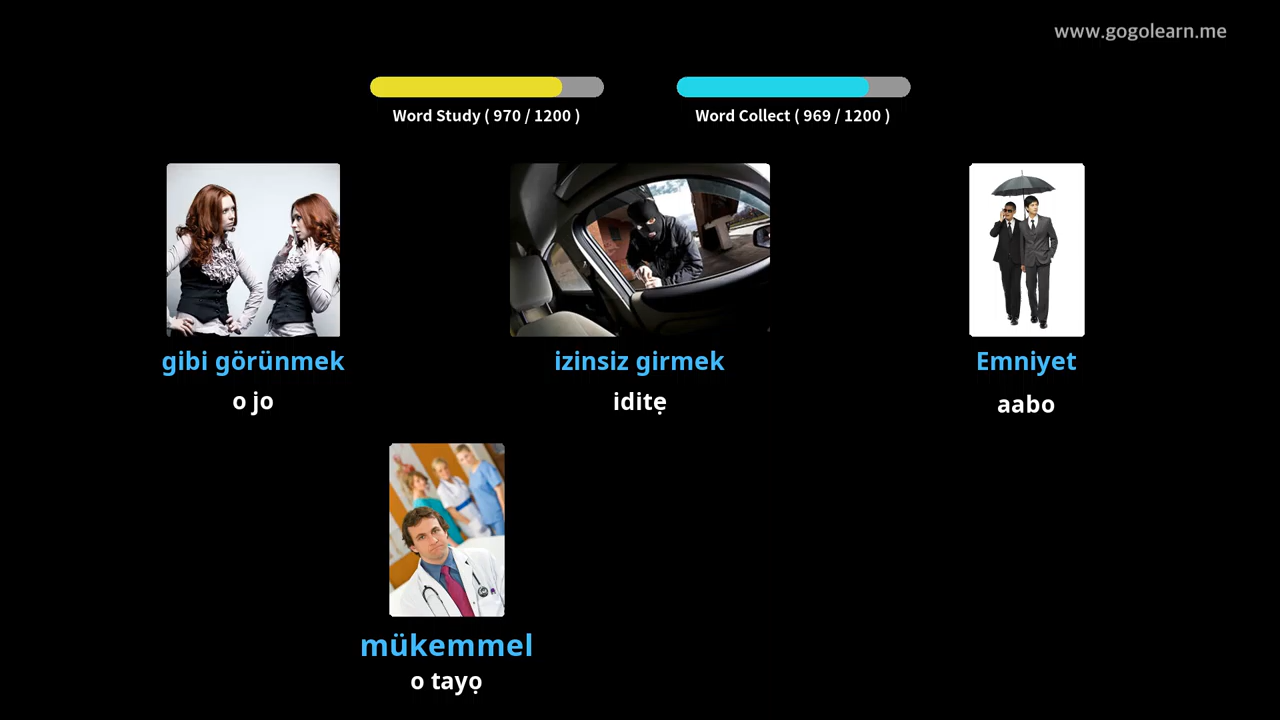 www.gogolearn.me
Word Study ( 970 / 1200 )
Word Collect ( 969 / 1200 )
gibi görünmek
izinsiz girmek
Emniyet
o jo
iditẹ
aabo
mükemmel
o tayọ